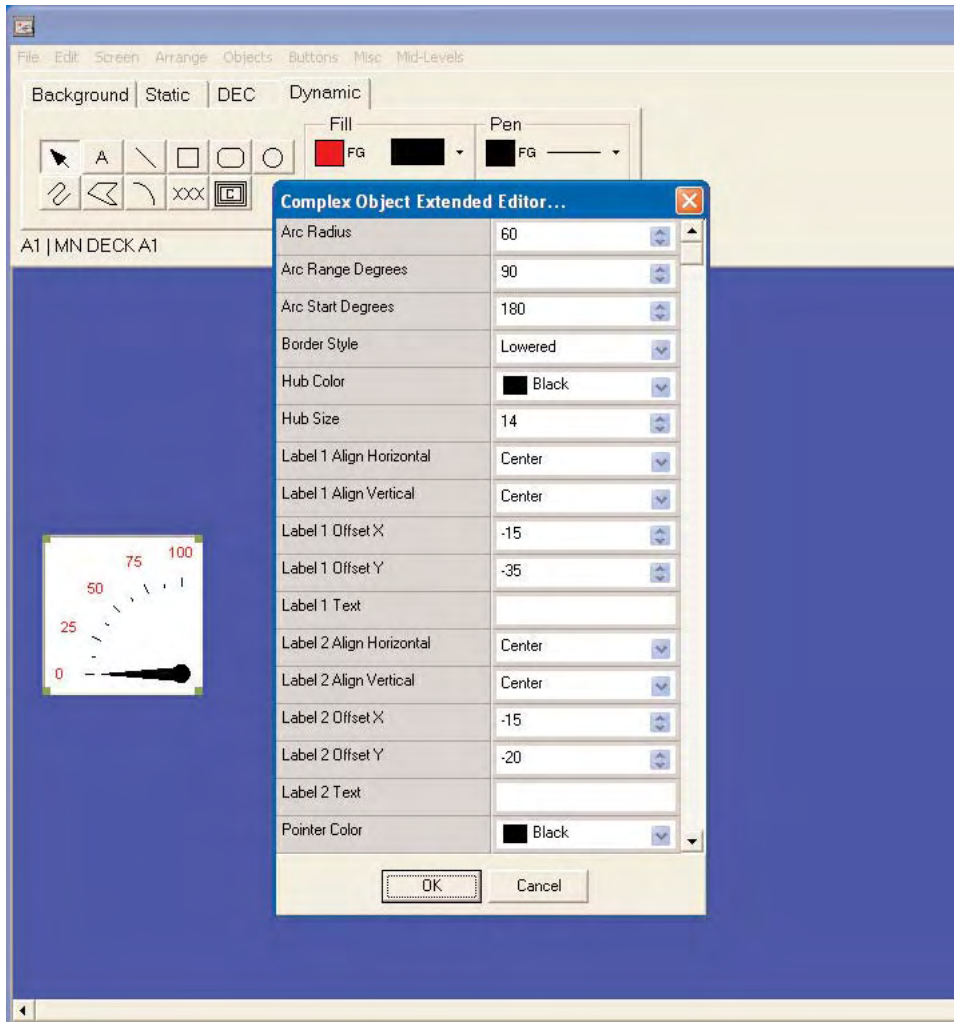 File Edit Screen Arrange Objects Buttons Misc Mid-Levels
Background Static DEC Dynamic
Fill Pen
A FG FG
XXX C
A1 | MN DECK A1
Complex Object Extended Editor...
Arc Radius 60
Arc Range Degrees 90
Arc Start Degrees 180
Border Style Lowered
Hub Color Black
Hub Size 14
Label 1 Align Horizontal Center
Label 1 Align Vertical Center
Label 1 Offset X -15
Label 1 Offset Y -35
Label 1 Text
Label 2 Align Horizontal Center
Label 2 Align Vertical Center
Label 2 Offset X -15
Label 2 Offset Y -20
Label 2 Text
Pointer Color Black
OK Cancel
75 100
50
25
0